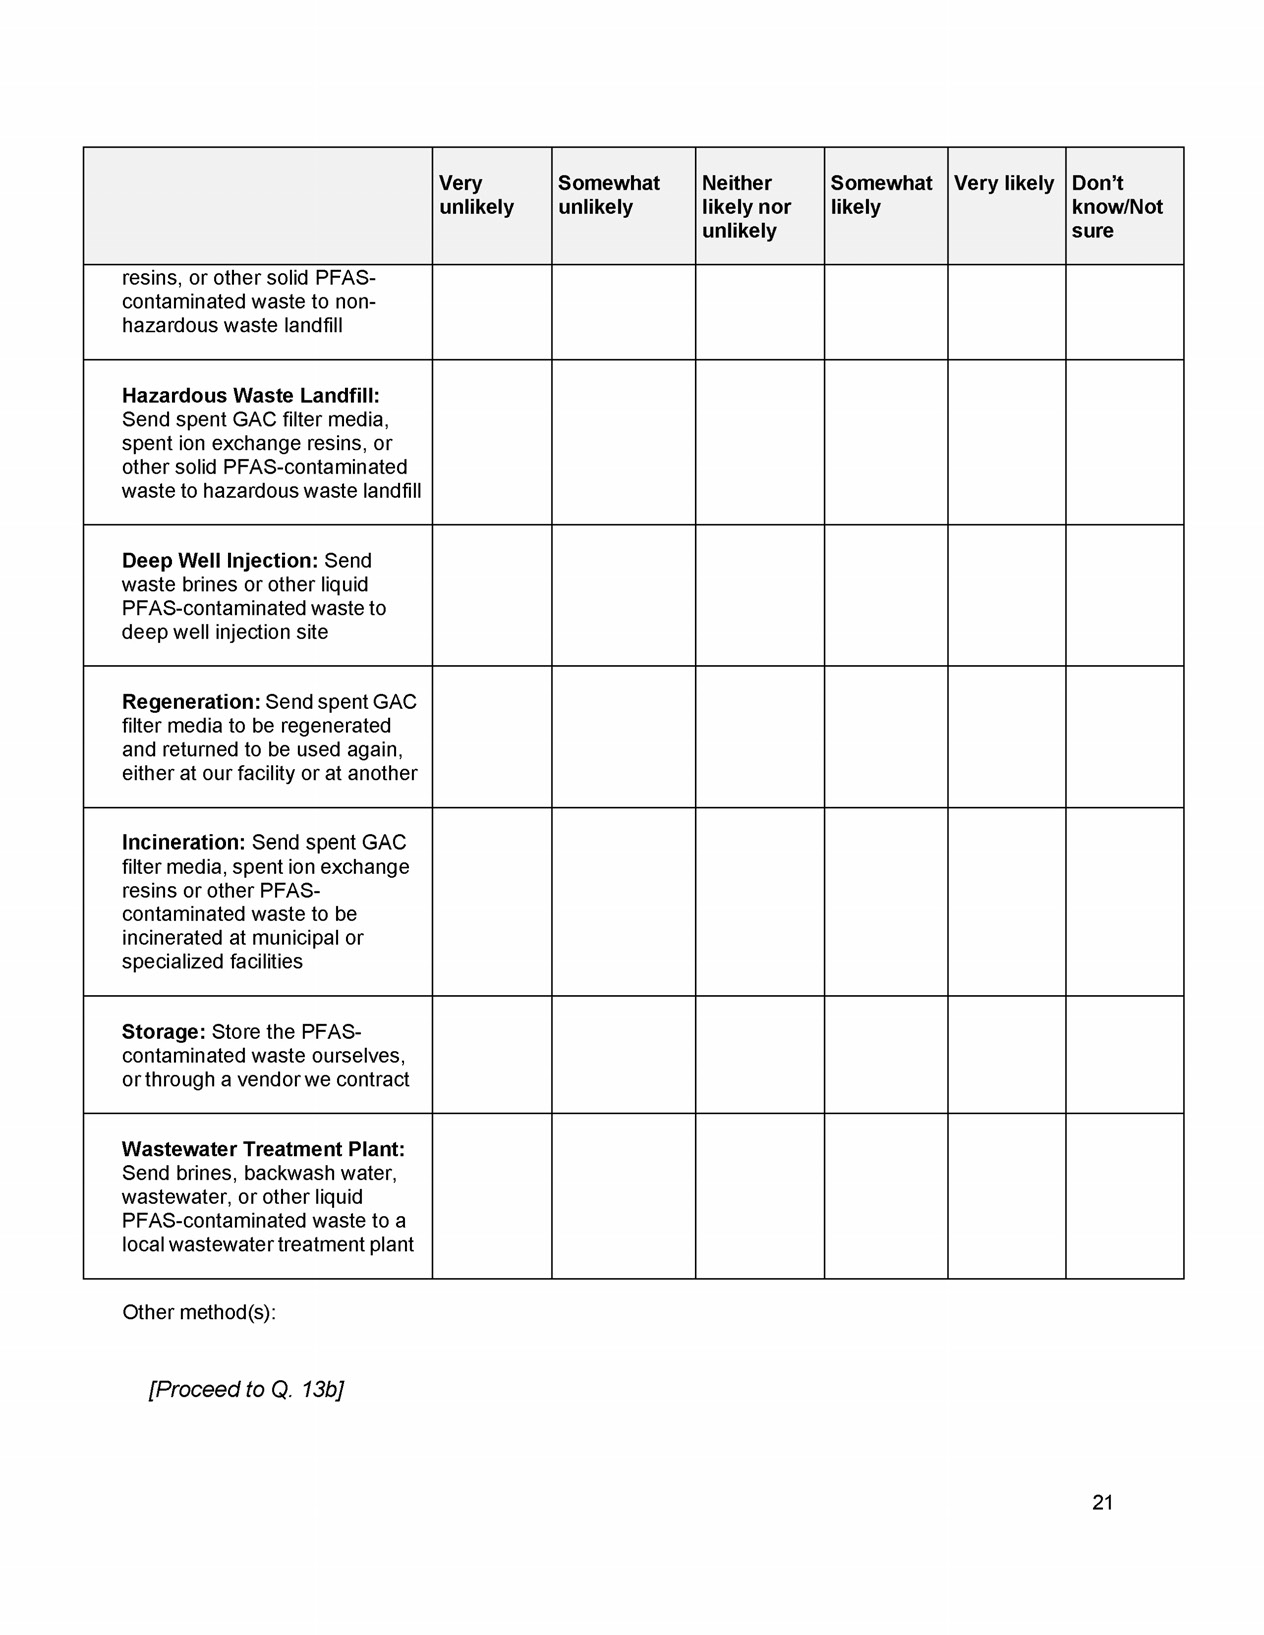 Very
unlikely
Somewhat
unlikely
Neither
likely nor
unlikely
Somewhat
likely
Very likely
Don’t
know/Not
sure
resins, or other solid PFAS-
contaminated waste to non-
hazardous waste landfill
Hazardous Waste Landfill:
Send spent GAC filter media,
spent ion exchange resins, or
other solid PFAS-contaminated
waste to hazardous waste landfill
Deep Well Injection: Send
waste brines or other liquid
PFAS-contaminated waste to
deep well injection site
Regeneration: Send spent GAC
filter media to be regenerated
and returned to be used again,
either at our facility or at another
Incineration: Send spent GAC
filter media, spent ion exchange
resins or other PFAS-
contaminated waste to be
incinerated at municipal or
specialized facilities
Storage: Store the PFAS-
contaminated waste ourselves,
or through a vendor we contract
Wastewater Treatment Plant:
Send brines, backwash water,
wastewater, or other liquid
PFAS-contaminated waste to a
local wastewater treatment plant
Other method(s):
[Proceed to Q. 13b]
21